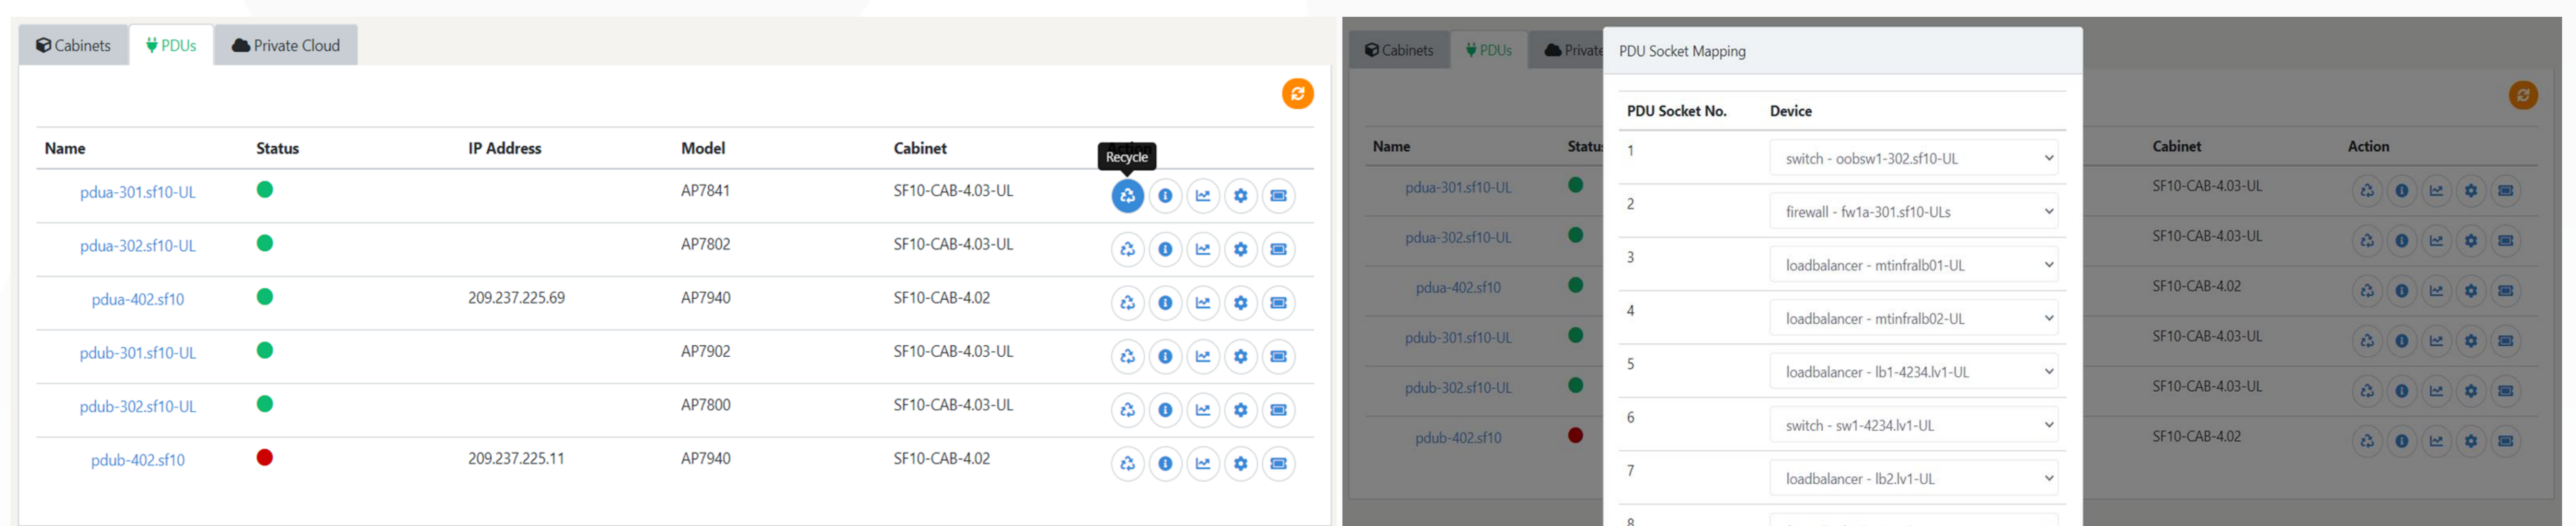 Cabinets PDUs Private Cloud
Name Status IP Address Model Cabinet
Recycle
pdua-301.sf10-UL AP7841 SF10-CAB-4.03-UL
pdua-302.sf10-UL AP7802 SF10-CAB-4.03-UL
pdua-402.sf10 209.237.225.69 AP7940 SF10-CAB-4.02
pdub-301.sf10-UL AP7902 SF10-CAB-4.03-UL
pdub-302.sf10-UL AP7800 SF10-CAB-4.03-UL
pdub-402.sf10 209.237.225.11 AP7940 SF10-CAB-4.02
Cabinets PDUs Private
Name Statu Cabinet Action
pdua-301.sf10-UL SF10-CAB-4.03-UL
pdua-302.sf10-UL SF10-CAB-4.03-UL
pdua-402.sf10 SF10-CAB-4.02
pdub-301.sf10-UL SF10-CAB-4.03-UL
pdub-302.sf10-UL SF10-CAB-4.03-UL
pdub-402.sf10 SF10-CAB-4.02
PDU Socket Mapping
PDU Socket No. Device
1 switch - oobsw1-302.sf10-UL
2 firewall - fw1a-301.sf10-ULs
3 loadbalancer - mtinfralb01-UL
4 loadbalancer - mtinfralb02-UL
5 loadbalancer - lb1-4234.lv1-UL
6 switch - sw1-4234.lv1-UL
7 loadbalancer - lb2.lv1-UL
8